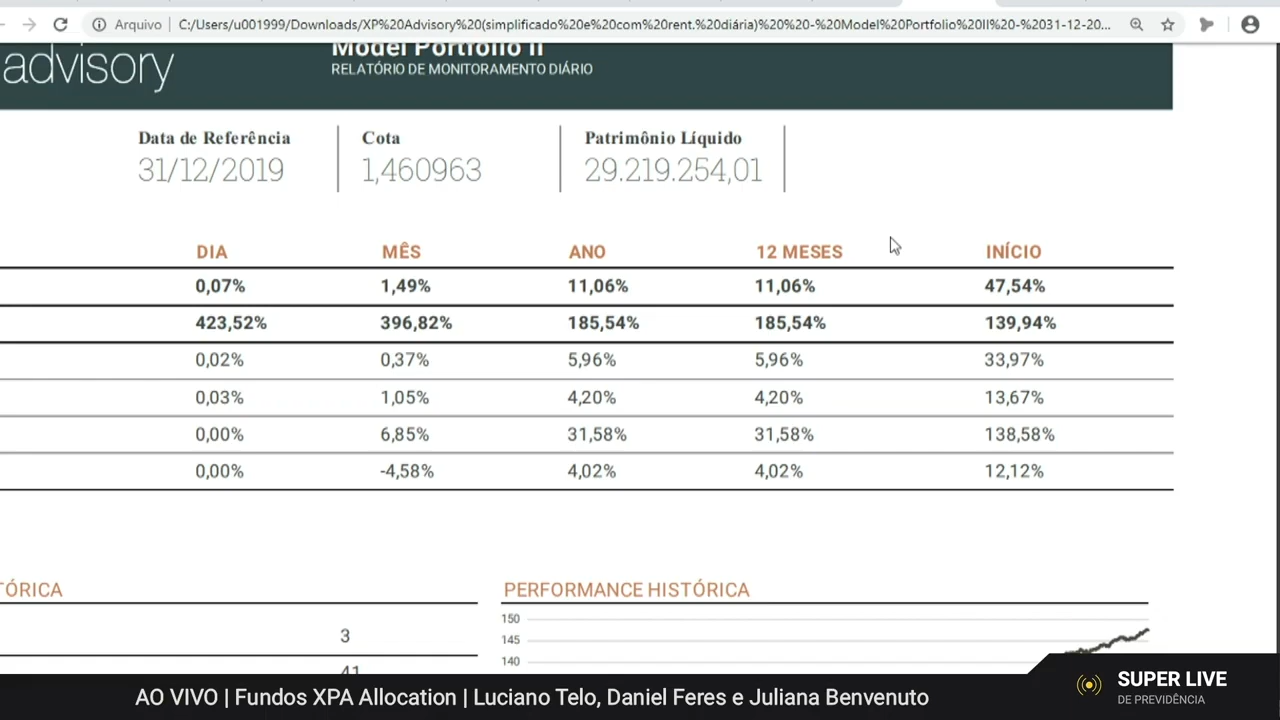 Arquivo | C:/Users/u001999/Downloads/XP%20Advisory%20(simplificado%20e%20com%20rent.%20diária)%20%20-%20Model%20Portfolio%20II%20-%2031-12-20...
advisory
Model Portfolio II
RELATÓRIO DE MONITORAMENTO DIÁRIO
Data de Referência Cota Patrimônio Líquido
31/12/2019 1,460963 29.219.254,01
DIA MÊS ANO 12 MESES INÍCIO
0,07% 1,49% 11,06% 11,06% 47,54%
423,52% 396,82% 185,54% 185,54% 139,94%
0,02% 0,37% 5,96% 5,96% 33,97%
0,03% 1,05% 4,20% 4,20% 13,67%
0,00% 6,85% 31,58% 31,58% 138,58%
0,00% -4,58% 4,02% 4,02% 12,12%
TÓRICA
3
41
PERFORMANCE HISTÓRICA
150
145
140
AO VIVO | Fundos XPA Allocation | Luciano Telo, Daniel Feres e Juliana Benvenuto
SUPER LIVE
DE PREVIDÊNCIA